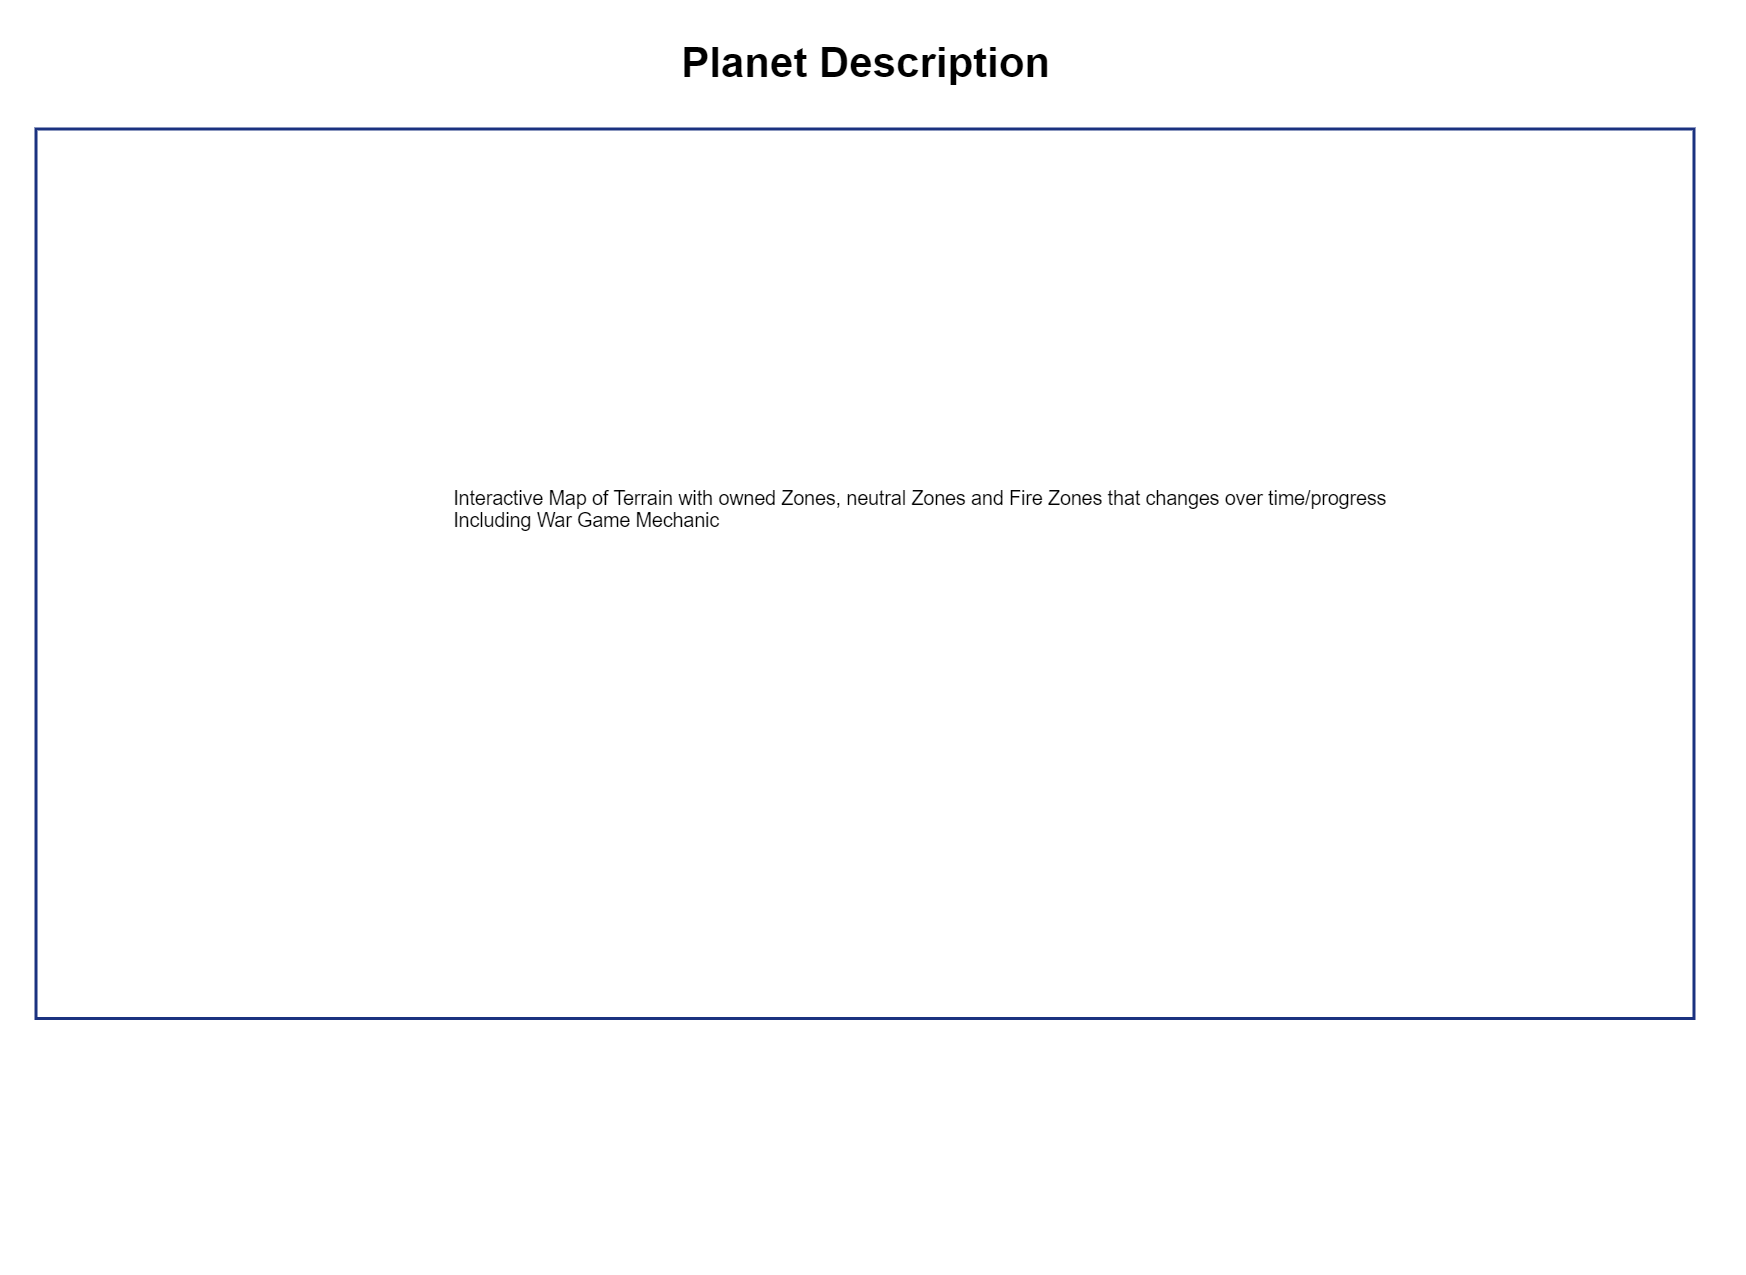 Planet Description
Interactive Map of Terrain with owned Zones, neutral Zones and Fire Zones that changes over time/progress
Including War Game Mechanic